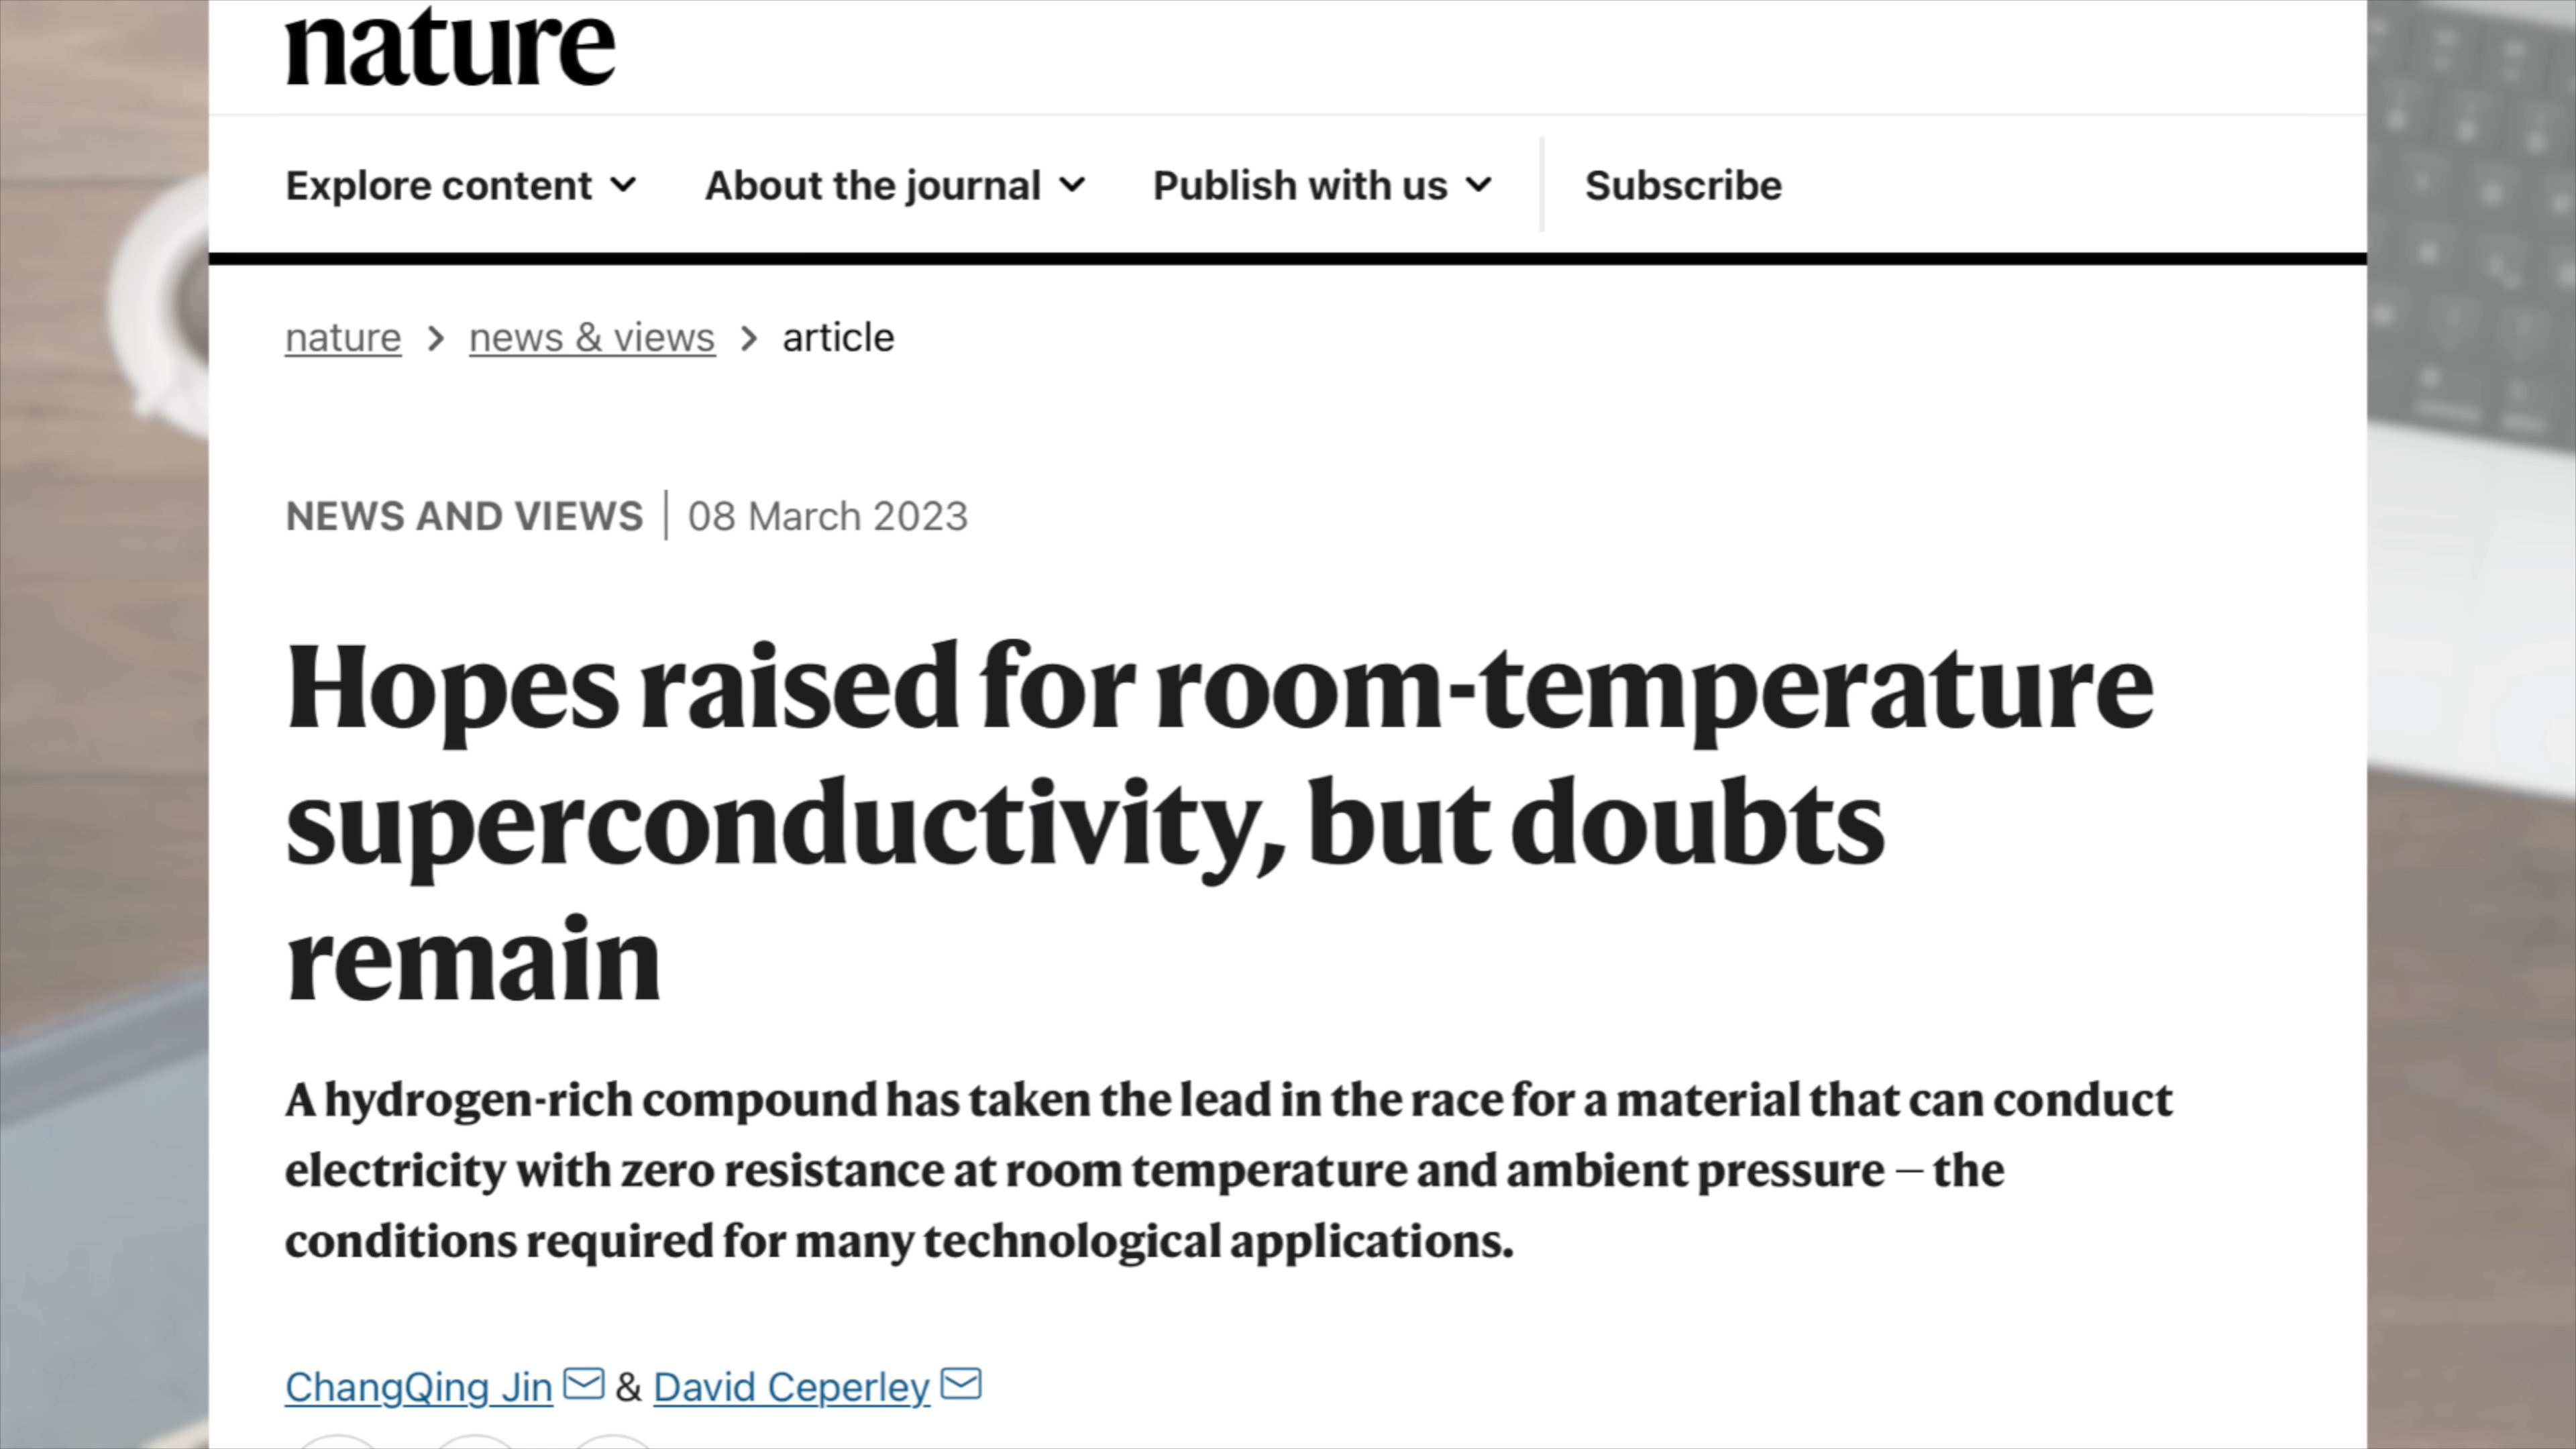 nature
Explore content
About the journal
Publish with us
Subscribe
nature > news & views > article
NEWS AND VIEWS | 08 March 2023
Hopes raised for room-temperature
superconductivity, but doubts
remain
A hydrogen-rich compound has taken the lead in the race for a material that can conduct
electricity with zero resistance at room temperature and ambient pressure — the
conditions required for many technological applications.
ChangQing Jin & David Ceperley